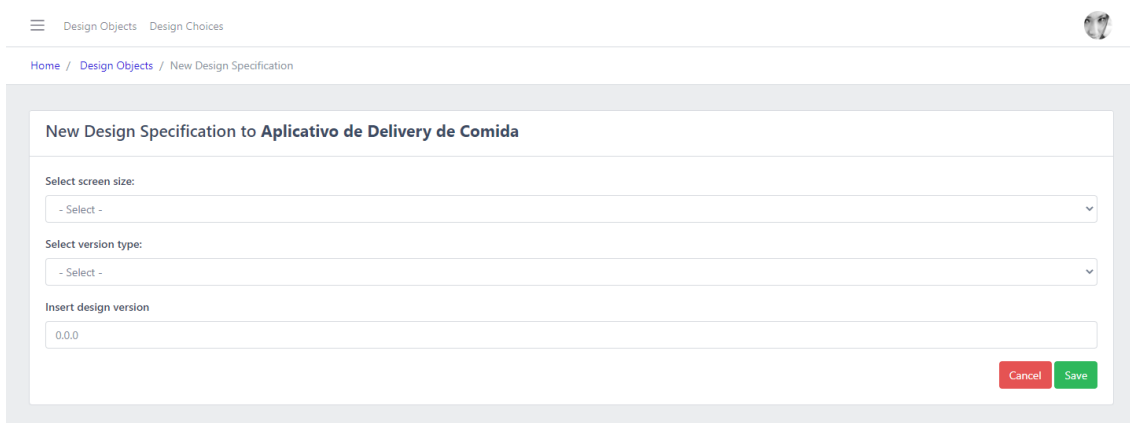 Design Objects Design Choices
Home / Design Objects / New Design Specification
New Design Specification to Aplicativo de Delivery de Comida
Select screen size:
- Select -
Select version type:
- Select -
Insert design version
0.0.0
Cancel Save